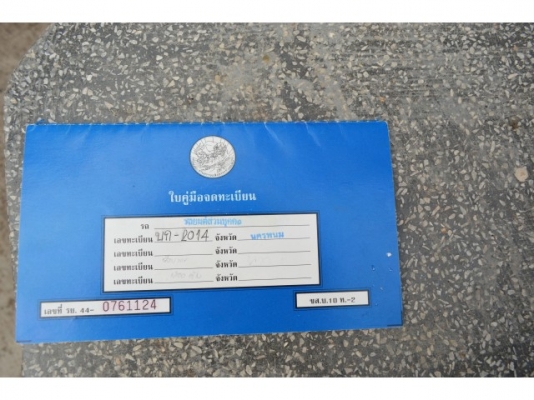 ใบคู่มือจดทะเบียน
รถ
เลขทะเบียน บท-2014 จังหวัด นครพนม
เลขทะเบียน จังหวัด
เลขทะเบียน จังหวัด
เลขทะเบียน จังหวัด
เลขที่ รย. 44- 0761124
ขส.บ.18 ท.-2